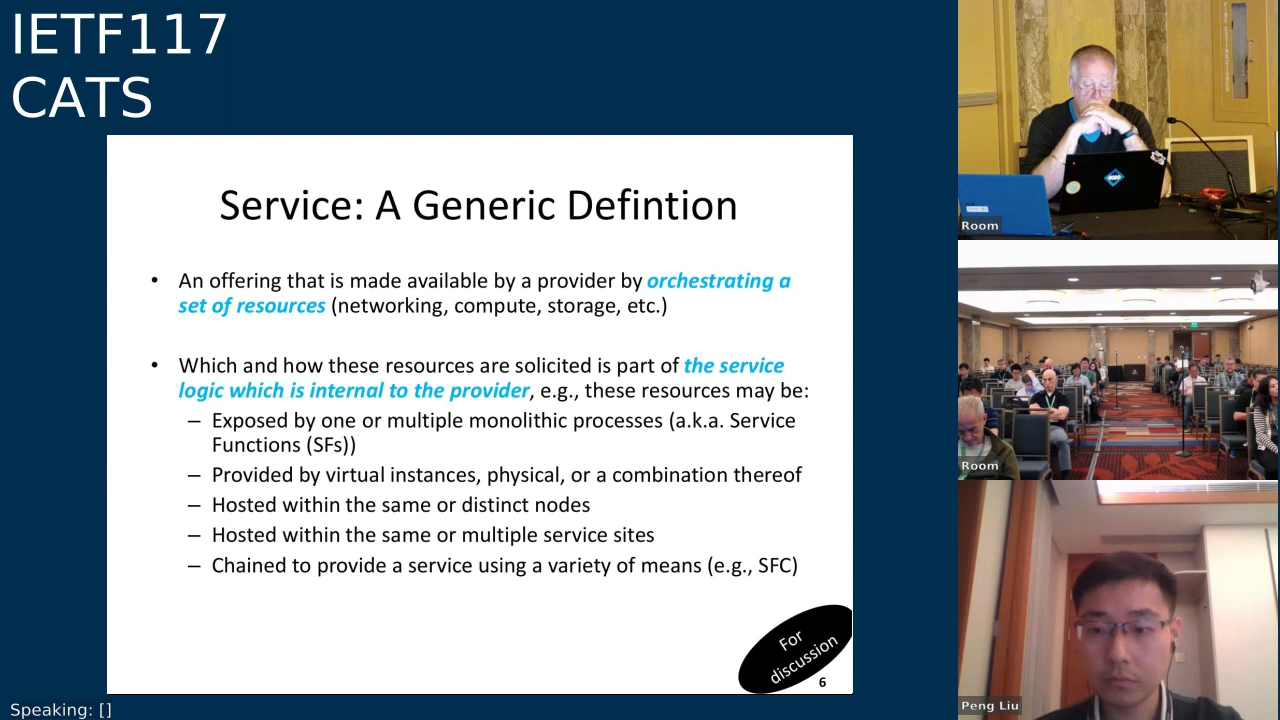 IETF117
CATS
Service: A Generic Defintion
• An offering that is made available by a provider by orchestrating a
set of resources (networking, compute, storage, etc.)
• Which and how these resources are solicited is part of the service
logic which is internal to the provider, e.g., these resources may be:
– Exposed by one or multiple monolithic processes (a.k.a. Service
Functions (SFs))
– Provided by virtual instances, physical, or a combination thereof
– Hosted within the same or distinct nodes
– Hosted within the same or multiple service sites
– Chained to provide a service using a variety of means (e.g., SFC)
For
discussion
6
Speaking: []
Room
Room
Peng Liu